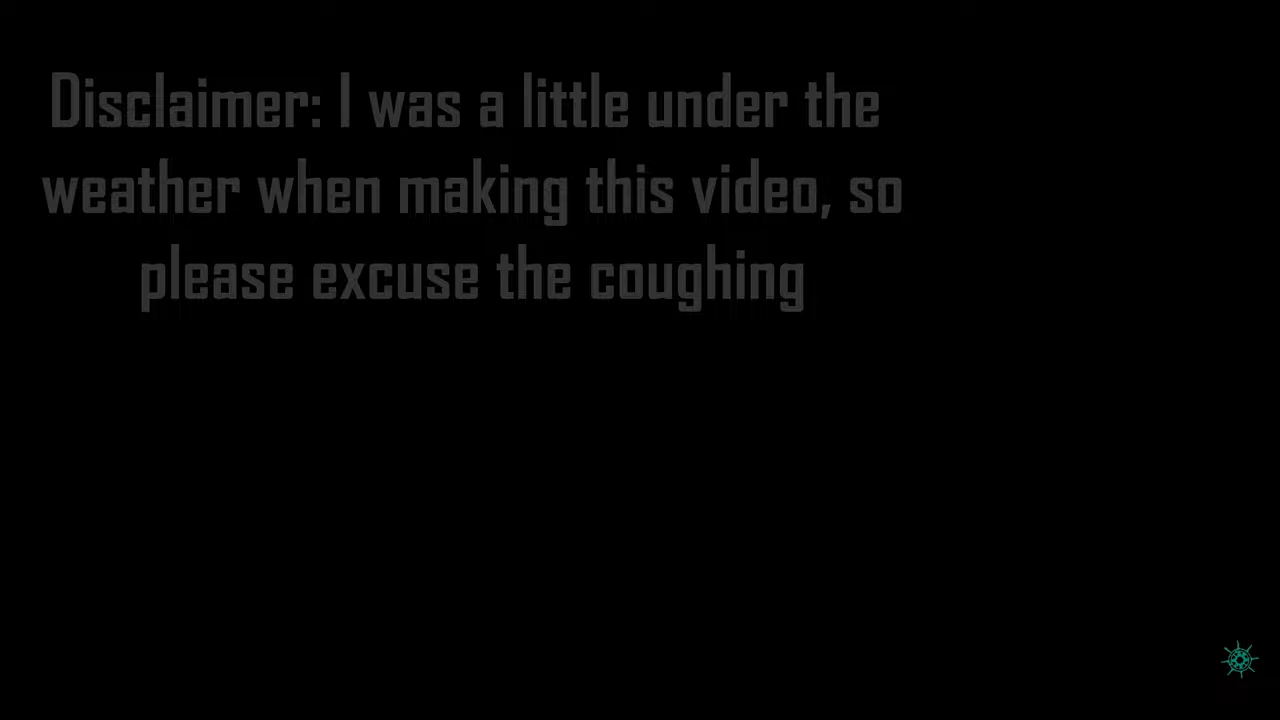 Disclaimer: I was a little under the
weather when making this video, so
please excuse the coughing